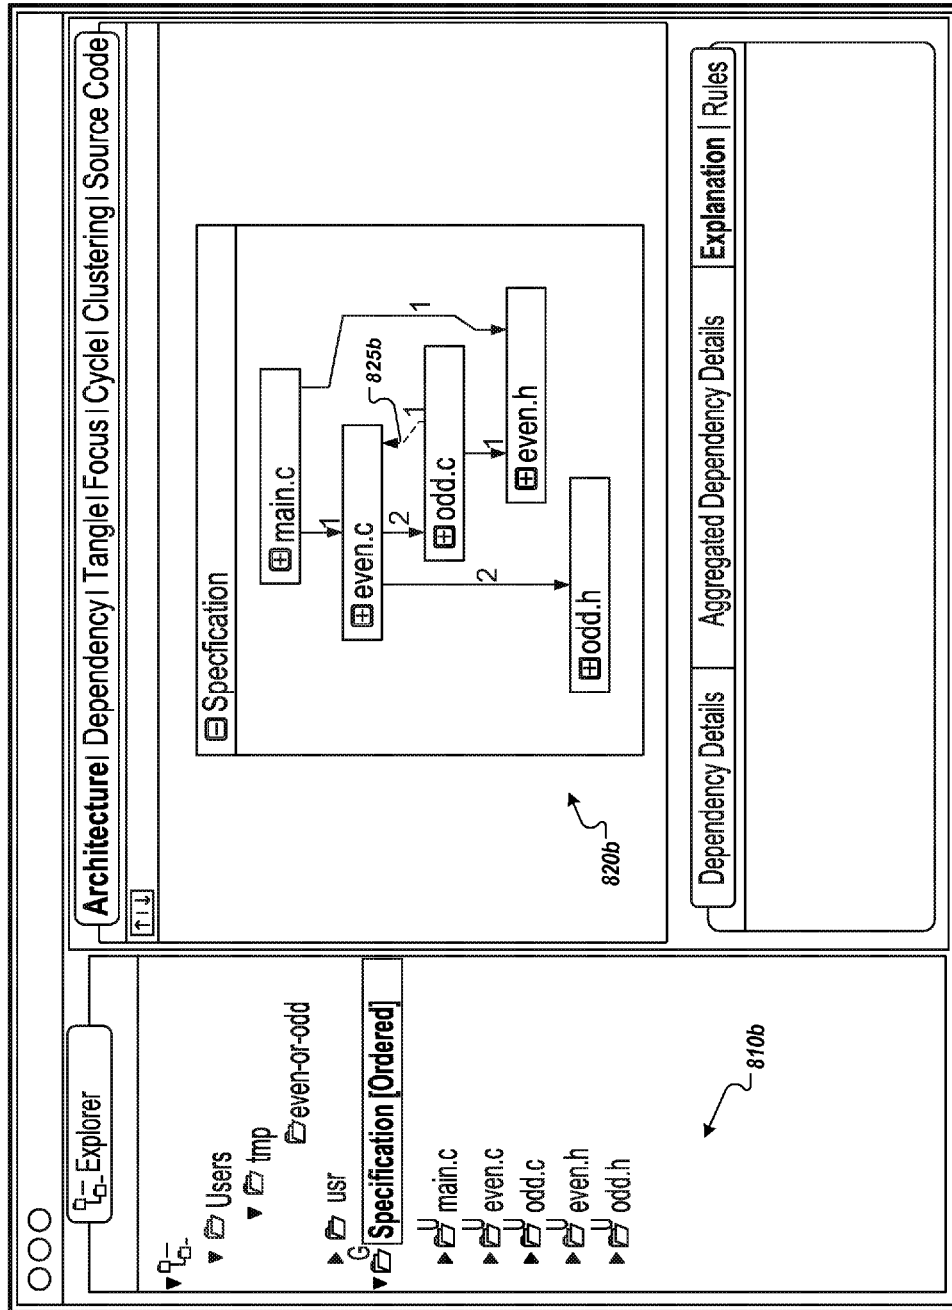 Explorer
Users
tmp
even-or-odd
usr
G
Specification [Ordered]
U main.c
U even.c
U odd.c
U even.h
U odd.h
810b
Architecture | Dependency | Tangle | Focus | Cycle | Clustering | Source Code
↑|↓
Specfication
main.c
1
1
even.c
825b
2
1
odd.c
2
1
even.h
odd.h
820b
Dependency Details Aggregated Dependency Details Explanation | Rules